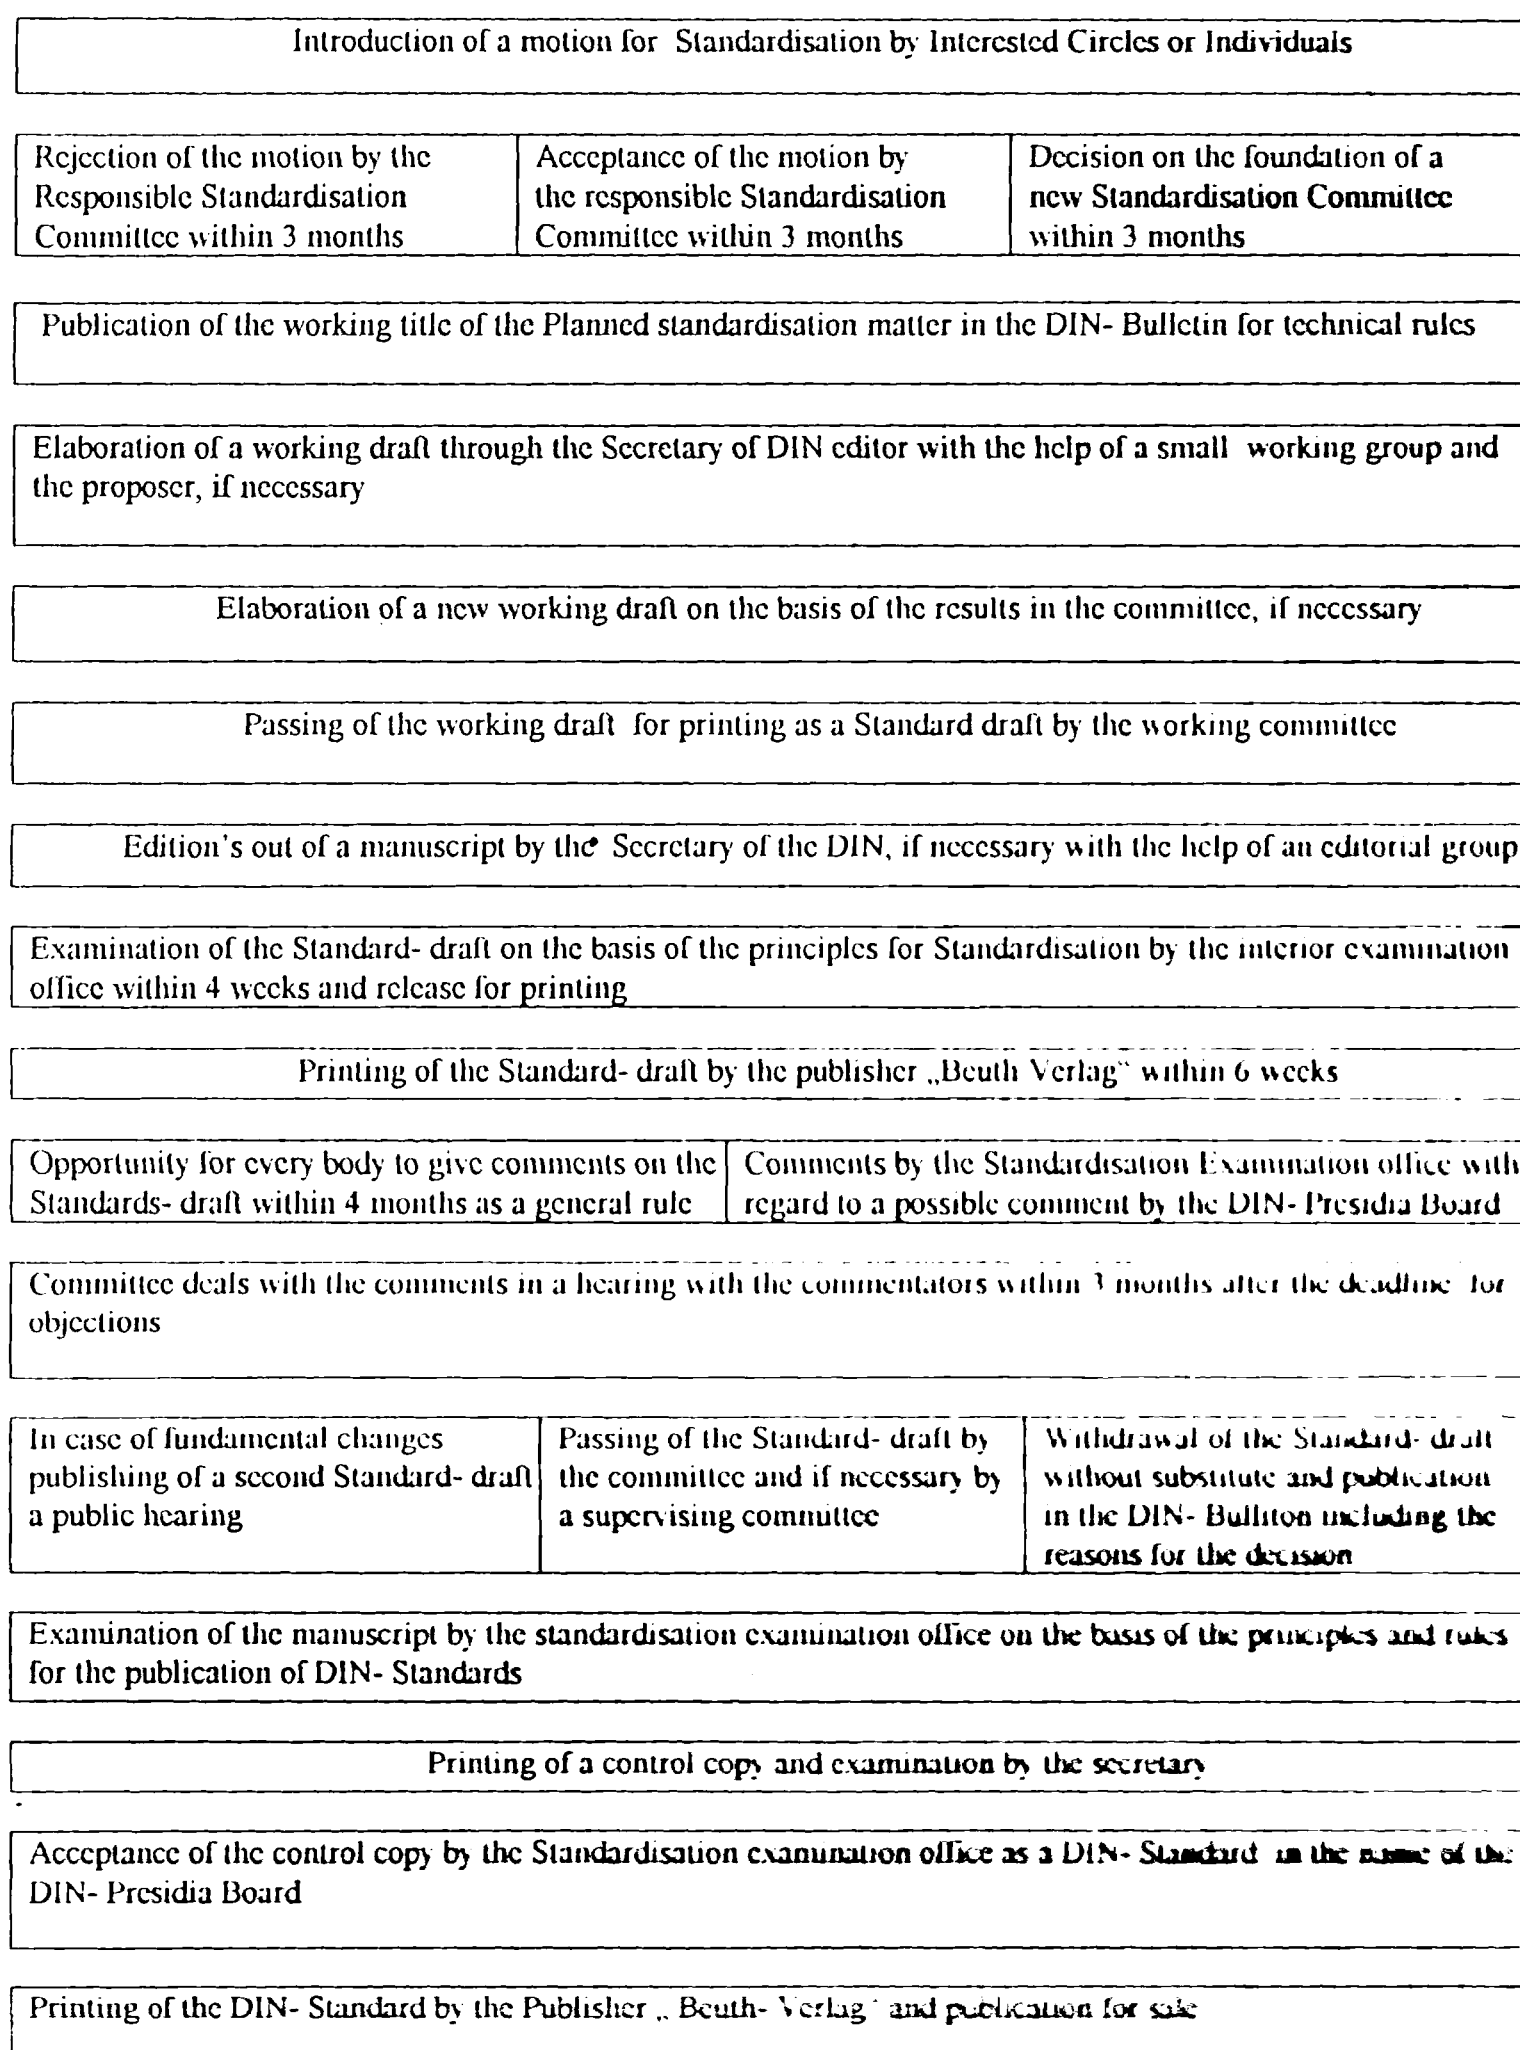 Introduction of a motion for Standardisation by Interested Circles or Individuals
Rejection of the motion by the
Responsible Standardisation
Committee within 3 months
Acceptance of the motion by
the responsible Standardisation
Committee within 3 months
Decision on the foundation of a
new Standardisation Committee
within 3 months
Publication of the working title of the Planned standardisation matter in the DIN- Bulletin for technical rules
Elaboration of a working draft through the Secretary of DIN editor with the help of a small working group and
the proposer, if necessary
Elaboration of a new working draft on the basis of the results in the committee, if necessary
Passing of the working draft for printing as a Standard draft by the working committee
Edition's out of a manuscript by the Secretary of the DIN, if necessary with the help of an editorial group
Examination of the Standard- draft on the basis of the principles for Standardisation by the interior examination
office within 4 weeks and release for printing
Printing of the Standard- draft by the publisher „Beuth Verlag“ within 6 weeks
Opportunity for every body to give comments on the
Standards- draft within 4 months as a general rule
Comments by the Standardisation Examination office with
regard to a possible comment by the DIN- Presidia Board
Committee deals with the comments in a hearing with the commentators within 3 months after the deadline for
objections
In case of fundamental changes
publishing of a second Standard- draft
a public hearing
Passing of the Standard- draft by
the committee and if necessary by
a supervising committee
Withdrawal of the Standard- draft
without substitute and publication
in the DIN- Bulliton including the
reasons for the decision
Examination of the manuscript by the standardisation examination office on the basis of the principles and rules
for the publication of DIN- Standards
Printing of a control copy and examination by the secretary
Acceptance of the control copy by the Standardisation examination office as a DIN- Standard in the name of the
DIN- Presidia Board
Printing of the DIN- Standard by the Publisher „ Beuth- Verlag‘ and publication for sale